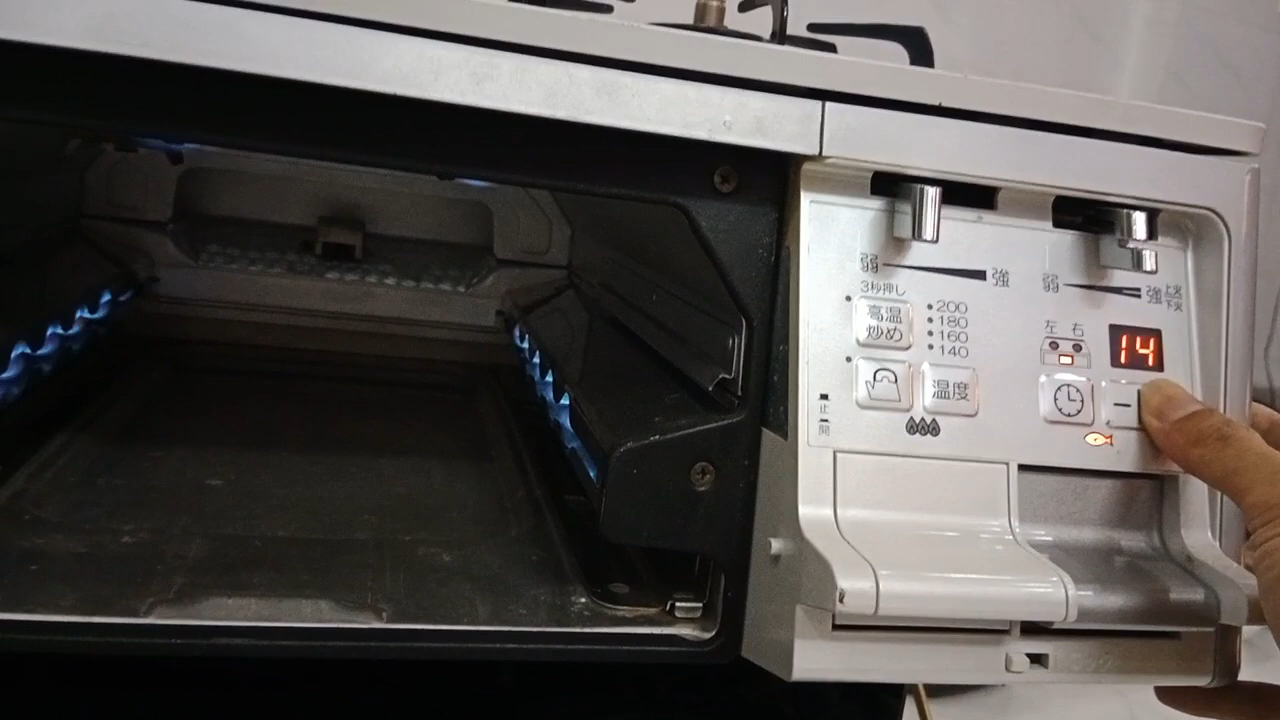 弱 強
3秒押し
高温
炒め
200
180
160
140
温度
止
開
弱 強 上火
下火
左 右
14
−